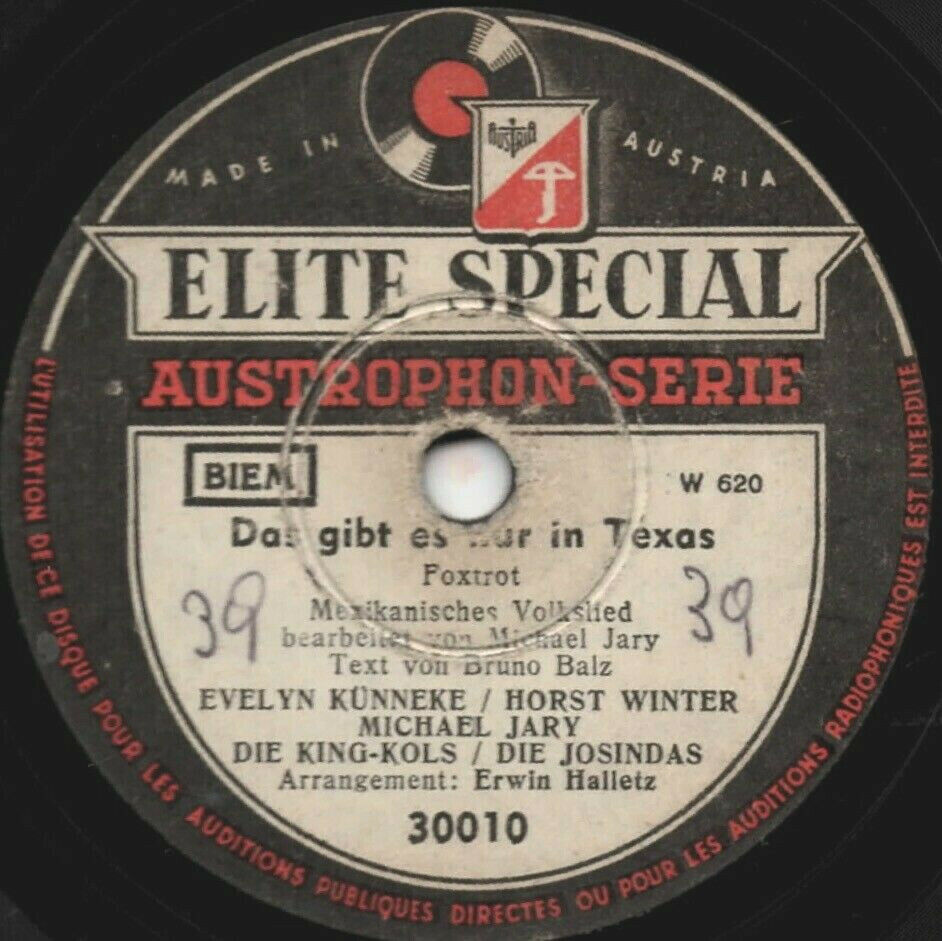 MADE IN AUSTRIA
AUSTRIA
ELITE SPECIAL
AUSTROPHON-SERIE
BIEM
W 620
Das gibt es nur in Texas
Foxtrot
39
39
Mexikanisches Volkslied
bearbeitet von Michael Jary
Text von Bruno Balz
EVELYN KÜNNEKE / HORST WINTER
MICHAEL JARY
DIE KING-KOLS / DIE JOSINDAS
Arrangement: Erwin Halletz
30010
L'UTILISATION DE CE DISQUE POUR LES AUDITIONS PUBLIQUES DIRECTES OU POUR LES AUDITIONS RADIOPHONIQUES EST INTERDITE